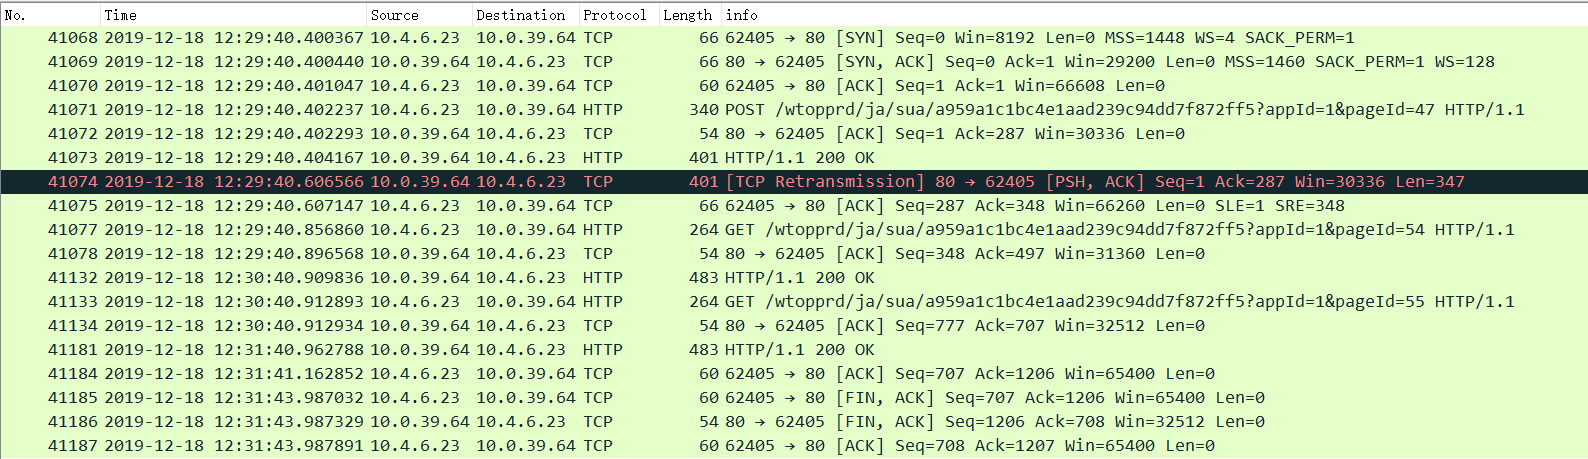 No. Time Source Destination Protocol Length info
41068 2019-12-18 12:29:40.400367 10.4.6.23 10.0.39.64 TCP 66 62405 → 80 [SYN] Seq=0 Win=8192 Len=0 MSS=1448 WS=4 SACK_PERM=1
41069 2019-12-18 12:29:40.400440 10.0.39.64 10.4.6.23 TCP 66 80 → 62405 [SYN, ACK] Seq=0 Ack=1 Win=29200 Len=0 MSS=1460 SACK_PERM=1 WS=128
41070 2019-12-18 12:29:40.401047 10.4.6.23 10.0.39.64 TCP 60 62405 → 80 [ACK] Seq=1 Ack=1 Win=66608 Len=0
41071 2019-12-18 12:29:40.402237 10.4.6.23 10.0.39.64 HTTP 340 POST /wtopprd/ja/sua/a959a1c1bc4e1aad239c94dd7f872ff5?appId=1&pageId=47 HTTP/1.1
41072 2019-12-18 12:29:40.402293 10.0.39.64 10.4.6.23 TCP 54 80 → 62405 [ACK] Seq=1 Ack=287 Win=30336 Len=0
41073 2019-12-18 12:29:40.404167 10.0.39.64 10.4.6.23 HTTP 401 HTTP/1.1 200 OK
41074 2019-12-18 12:29:40.606566 10.0.39.64 10.4.6.23 TCP 401 [TCP Retransmission] 80 → 62405 [PSH, ACK] Seq=1 Ack=287 Win=30336 Len=347
41075 2019-12-18 12:29:40.607147 10.4.6.23 10.0.39.64 TCP 66 62405 → 80 [ACK] Seq=287 Ack=348 Win=66260 Len=0 SLE=1 SRE=348
41077 2019-12-18 12:29:40.856860 10.4.6.23 10.0.39.64 HTTP 264 GET /wtopprd/ja/sua/a959a1c1bc4e1aad239c94dd7f872ff5?appId=1&pageId=54 HTTP/1.1
41078 2019-12-18 12:29:40.896568 10.0.39.64 10.4.6.23 TCP 54 80 → 62405 [ACK] Seq=348 Ack=497 Win=31360 Len=0
41132 2019-12-18 12:30:40.909836 10.0.39.64 10.4.6.23 HTTP 483 HTTP/1.1 200 OK
41133 2019-12-18 12:30:40.912893 10.4.6.23 10.0.39.64 HTTP 264 GET /wtopprd/ja/sua/a959a1c1bc4e1aad239c94dd7f872ff5?appId=1&pageId=55 HTTP/1.1
41134 2019-12-18 12:30:40.912934 10.0.39.64 10.4.6.23 TCP 54 80 → 62405 [ACK] Seq=777 Ack=707 Win=32512 Len=0
41181 2019-12-18 12:31:40.962788 10.0.39.64 10.4.6.23 HTTP 483 HTTP/1.1 200 OK
41184 2019-12-18 12:31:41.162852 10.4.6.23 10.0.39.64 TCP 60 62405 → 80 [ACK] Seq=707 Ack=1206 Win=65400 Len=0
41185 2019-12-18 12:31:43.987032 10.4.6.23 10.0.39.64 TCP 60 62405 → 80 [FIN, ACK] Seq=707 Ack=1206 Win=65400 Len=0
41186 2019-12-18 12:31:43.987329 10.0.39.64 10.4.6.23 TCP 54 80 → 62405 [FIN, ACK] Seq=1206 Ack=708 Win=32512 Len=0
41187 2019-12-18 12:31:43.987891 10.4.6.23 10.0.39.64 TCP 60 62405 → 80 [ACK] Seq=708 Ack=1207 Win=65400 Len=0